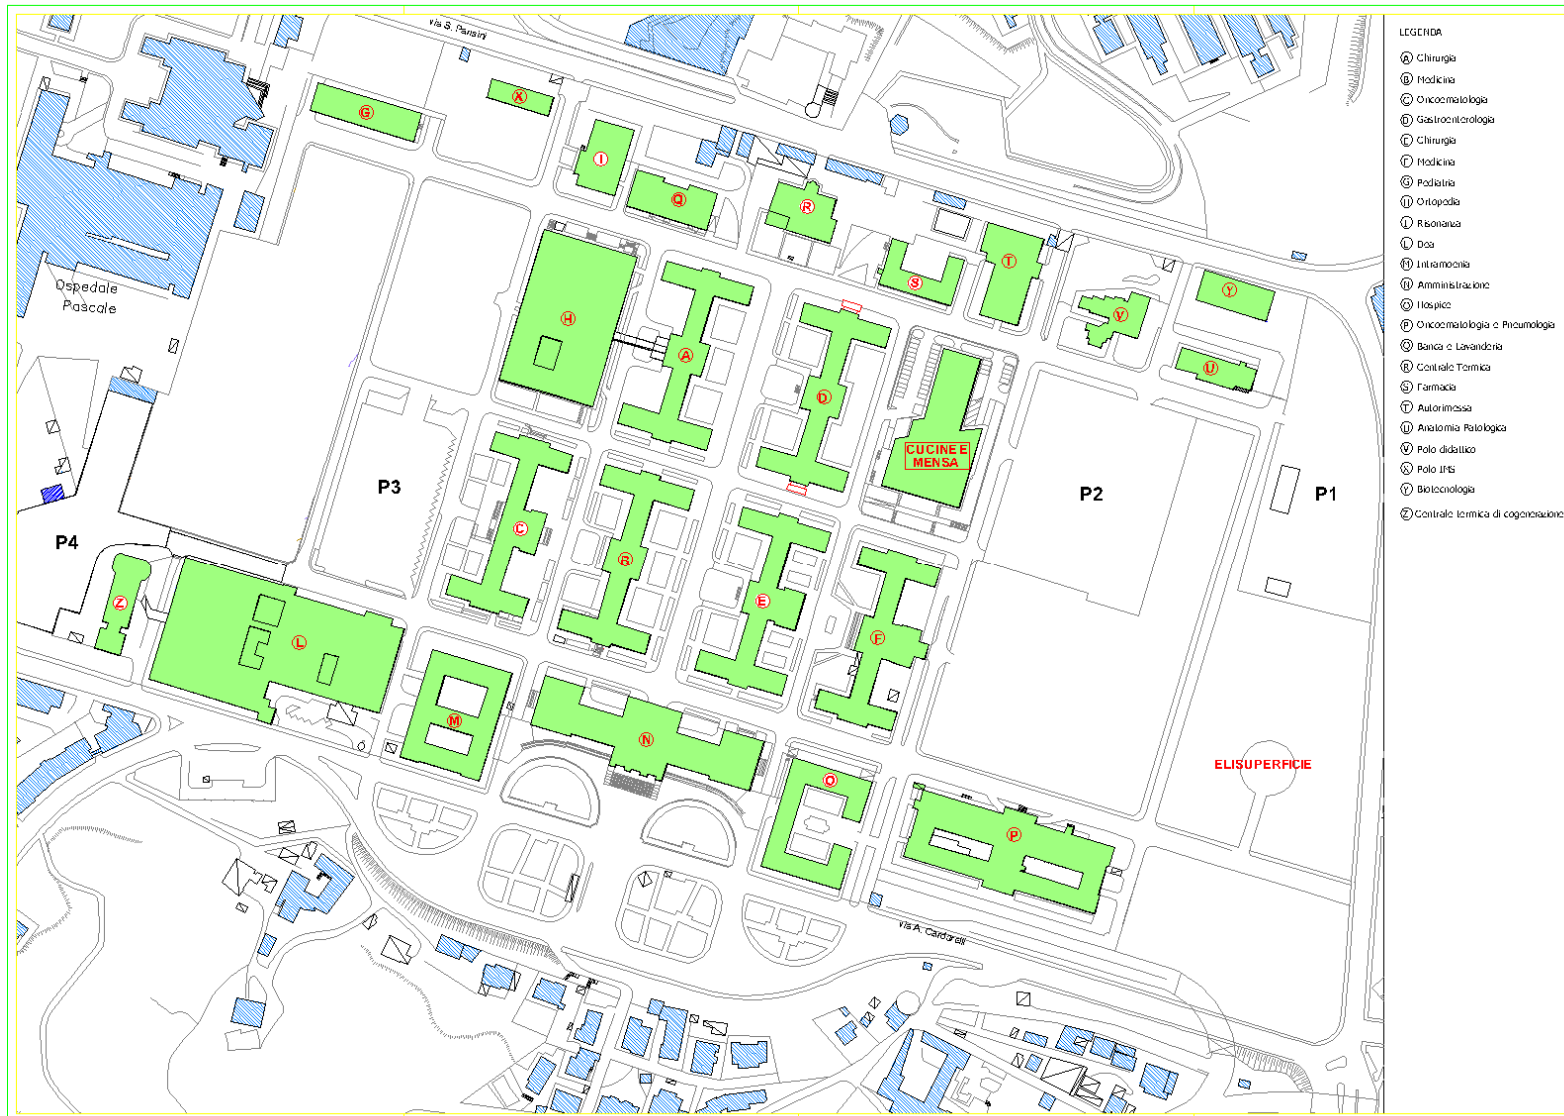 Via S. Pansini
X
G
I
Q
R
S
T
Y
V
U
Ospedale
Pascale
H
A
D
CUCINE E
MENSA
P3
P2
P1
C
R
P4
Z
E
L
F
M
N
O
P
ELISUPERFICIE
Via A. Cardarelli
LEGENDA
A Chirurgia
B Medicina
C Oncoematologia
D Gastroenterologia
E Chirurgia
F Medicina
G Pediatria
H Ortopedia
I Risonanza
L Dea
M Intramoenia
N Amministrazione
O Hospice
P Oncoematologia e Pneumologia
Q Banca e Lavanderia
R Centrale Termica
S Farmacia
T Autorimessa
U Anatomia Patologica
V Polo didattico
X Polo IMS
Y Biotecnologia
Z Centrale termica di cogenerazione